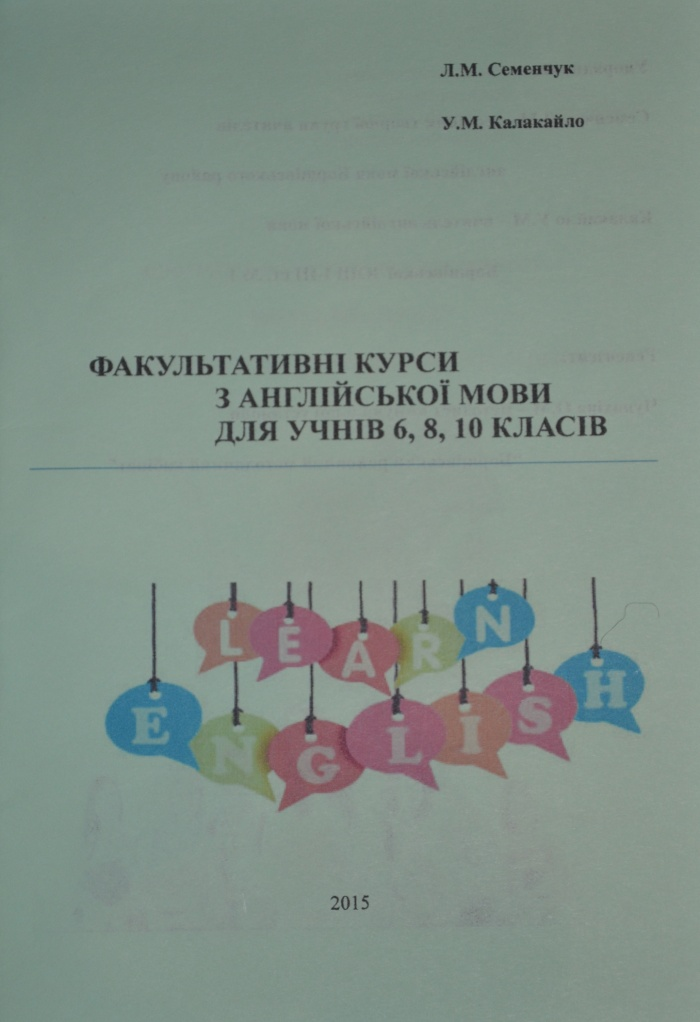 Л.М. Семенчук
У.М. Калакайло
ФАКУЛЬТАТИВНІ КУРСИ
З АНГЛІЙСЬКОЇ МОВИ
ДЛЯ УЧНІВ 6, 8, 10 КЛАСІВ
LEARN
ENGLISH
2015